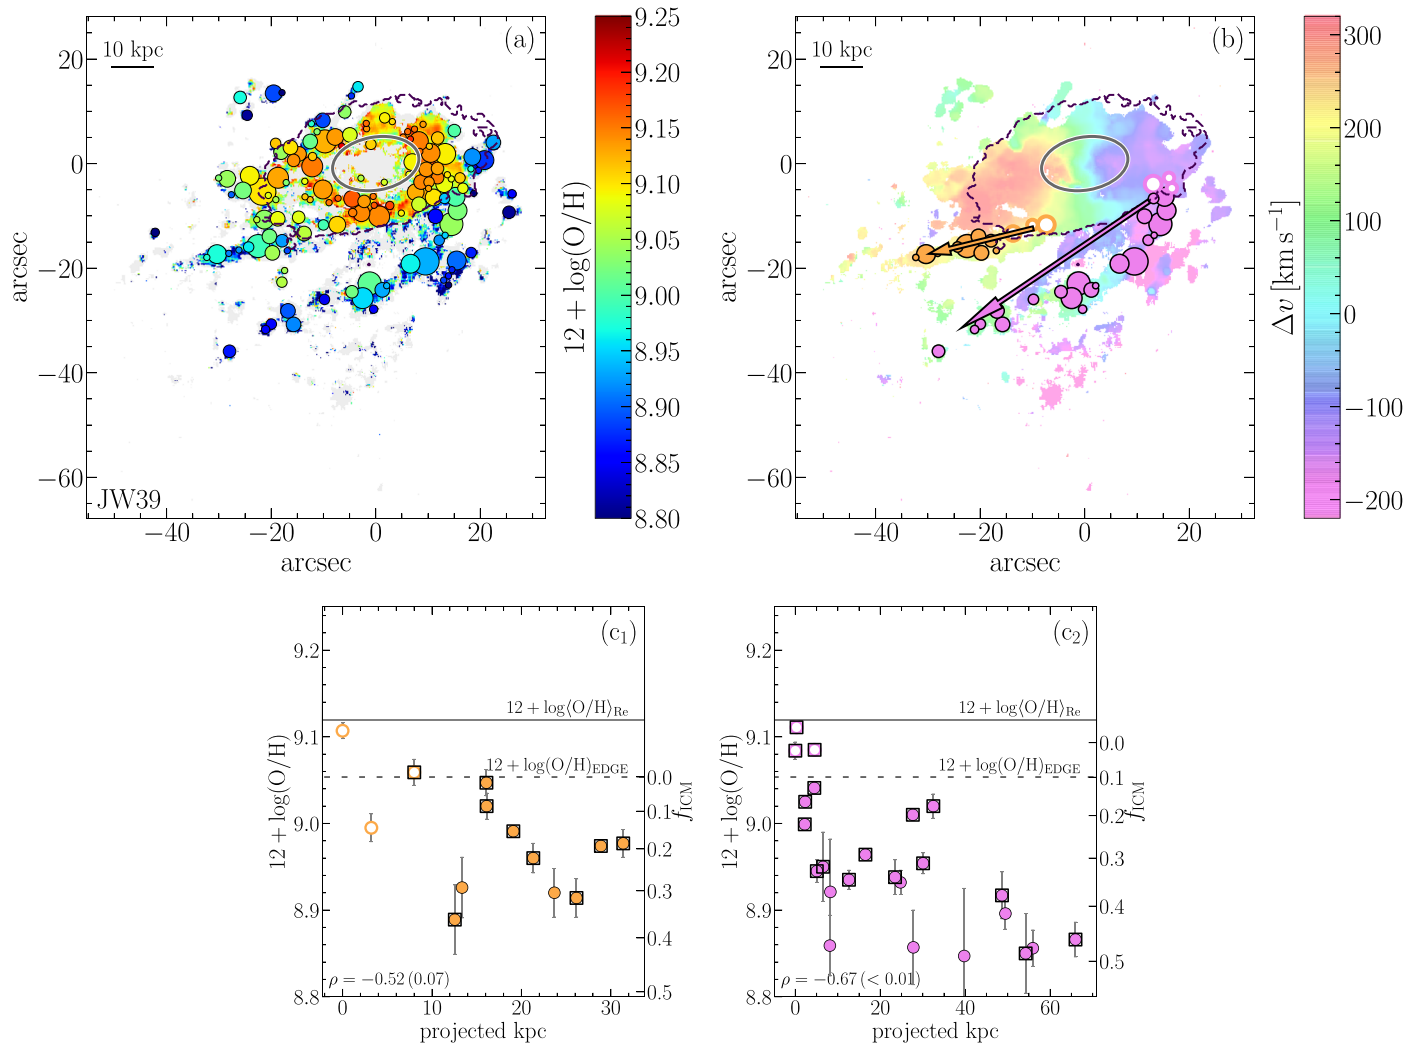 (a)
10 kpc
20
0
−20
−40
−60
arcsec
JW39
−40
−20
0
20
arcsec
9.25
9.20
9.15
9.10
9.05
9.00
8.95
8.90
8.85
8.80
12 + log(O/H)
(b)
10 kpc
20
0
−20
−40
−60
arcsec
−40
−20
0
20
arcsec
300
200
100
0
−100
−200
Δv [km s⁻¹]
(c₁)
9.2
9.1
9.0
8.9
8.8
12 + log(O/H)
12 + log⟨O/H⟩Re
12 + log(O/H)EDGE
0.0
0.1
0.2
0.3
0.4
0.5
fICM
ρ = −0.52 (0.07)
0
10
20
30
projected kpc
(c₂)
9.2
9.1
9.0
8.9
8.8
12 + log(O/H)
12 + log⟨O/H⟩Re
12 + log(O/H)EDGE
0.0
0.1
0.2
0.3
0.4
0.5
fICM
ρ = −0.67 (< 0.01)
0
20
40
60
projected kpc